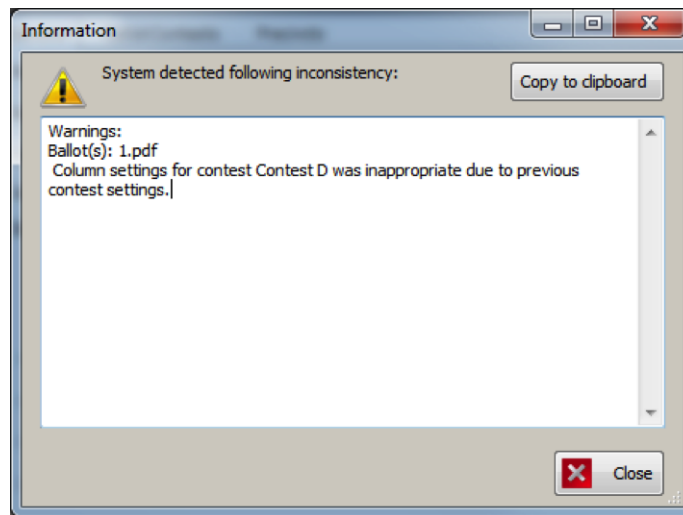 Information
System detected following inconsistency:
Copy to clipboard
Warnings:
Ballot(s): 1.pdf
Column settings for contest Contest D was inappropriate due to previous
contest settings.
Close